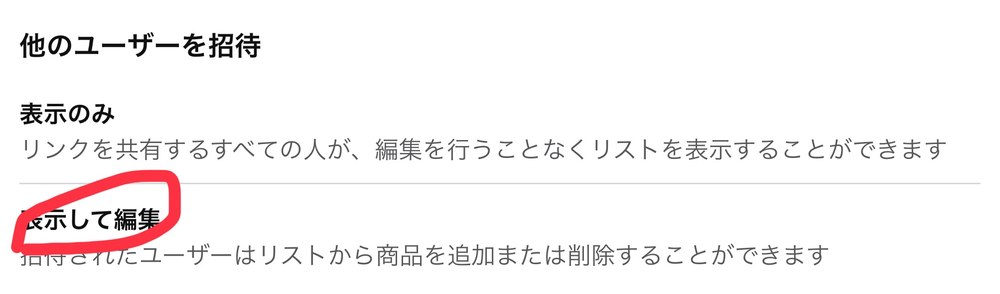 他のユーザーを招待
表示のみ
リンクを共有するすべての人が、編集を行うことなくリストを表示することができます
表示して編集
招待されたユーザーはリストから商品を追加または削除することができます